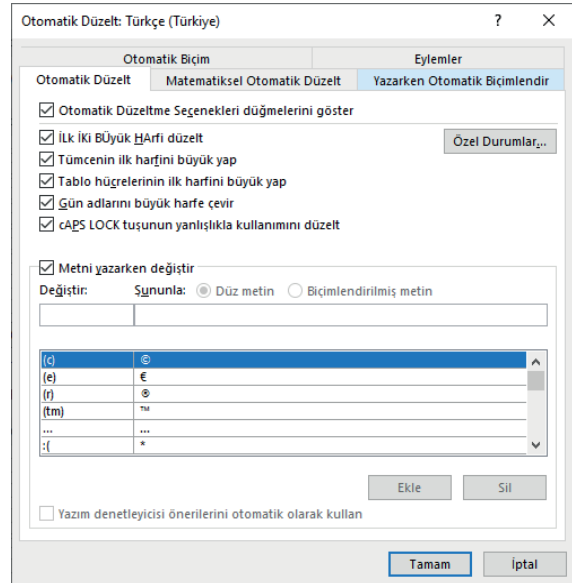 Otomatik Düzelt: Türkçe (Türkiye) ? ✕
Otomatik Biçim Eylemler
Otomatik Düzelt Matematiksel Otomatik Düzelt Yazarken Otomatik Biçimlendir
Otomatik Düzeltme Seçenekleri düğmelerini göster
İLk İKi BÜyük HArfi düzelt Özel Durumlar...
Tümcenin ilk harfini büyük yap
Tablo hücrelerinin ilk harfini büyük yap
Gün adlarını büyük harfe çevir
cAPS LOCK tuşunun yanlışlıkla kullanımını düzelt
Metni yazarken değiştir
Değiştir: Şununla: Düz metin Biçimlendirilmiş metin
(c) ©
(e) €
(r) ®
(tm) ™
... ...
:( *
Ekle Sil
Yazım denetleyicisi önerilerini otomatik olarak kullan
Tamam İptal